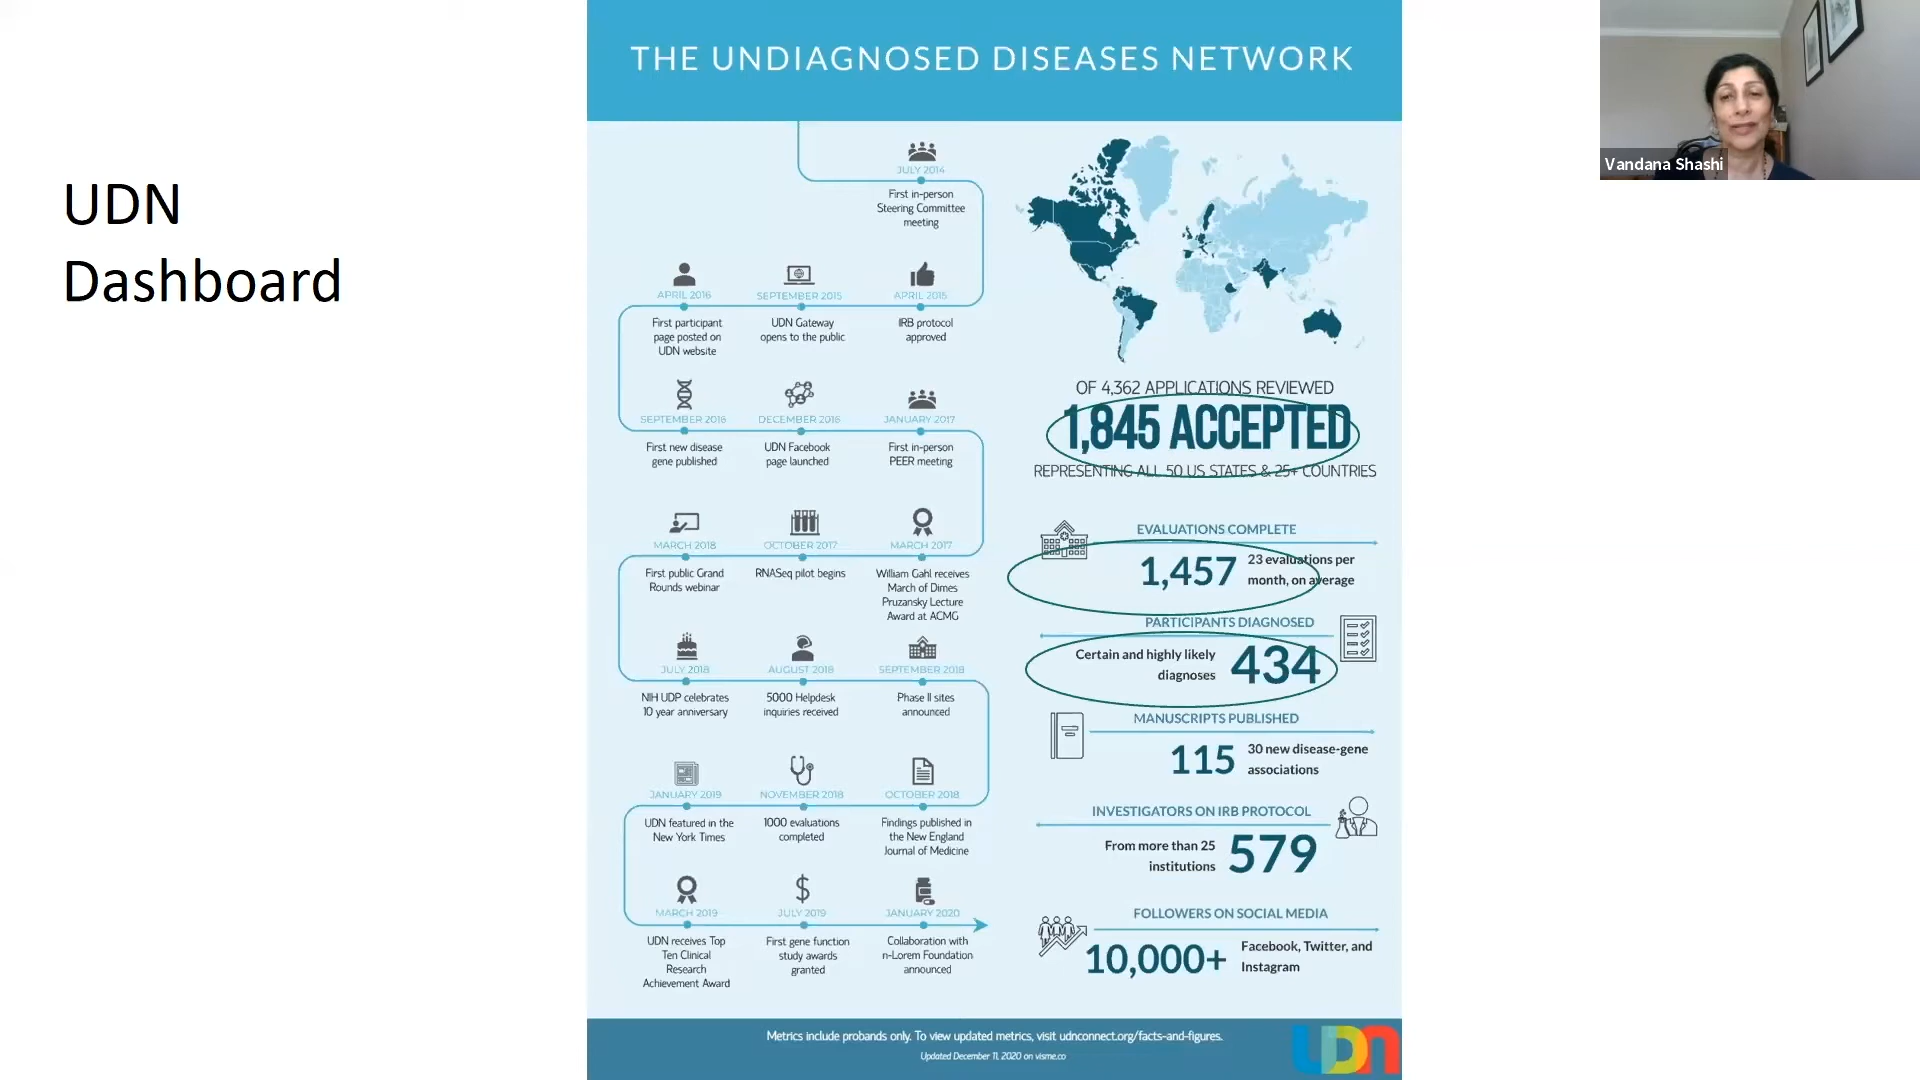 THE UNDIAGNOSED DISEASES NETWORK
Vandana Shashi
UDN
Dashboard
JULY 2014
First in-person
Steering Committee
meeting
APRIL 2016
First participant
page posted on
UDN website
SEPTEMBER 2015
UDN Gateway
opens to the public
APRIL 2015
IRB protocol
approved
SEPTEMBER 2016
First new disease
gene published
DECEMBER 2016
UDN Facebook
page launched
JANUARY 2017
First in-person
PEER meeting
MARCH 2018
First public Grand
Rounds webinar
OCTOBER 2017
RNASeq pilot begins
MARCH 2017
William Gahl receives
March of Dimes
Pruzansky Lecture
Award at ACMG
JULY 2018
NIH UDP celebrates
10 year anniversary
AUGUST 2018
5000 Helpdesk
inquiries received
SEPTEMBER 2018
Phase II sites
announced
JANUARY 2019
UDN featured in the
New York Times
NOVEMBER 2018
1000 evaluations
completed
OCTOBER 2018
Findings published in
the New England
Journal of Medicine
MARCH 2019
UDN receives Top
Ten Clinical
Research
Achievement Award
JULY 2019
First gene function
study awards
granted
JANUARY 2020
Collaboration with
n-Lorem Foundation
announced
OF 4,362 APPLICATIONS REVIEWED
1,845 ACCEPTED
REPRESENTING ALL 50 US STATES & 25+ COUNTRIES
EVALUATIONS COMPLETE
1,457
23 evaluations per
month, on average
PARTICIPANTS DIAGNOSED
Certain and highly likely
diagnoses
434
MANUSCRIPTS PUBLISHED
115
30 new disease-gene
associations
INVESTIGATORS ON IRB PROTOCOL
From more than 25
institutions
579
FOLLOWERS ON SOCIAL MEDIA
10,000+
Facebook, Twitter, and
Instagram
Metrics include probands only. To view updated metrics, visit udnconnect.org/facts-and-figures.
Updated December 11, 2020 on visme.co
UDN